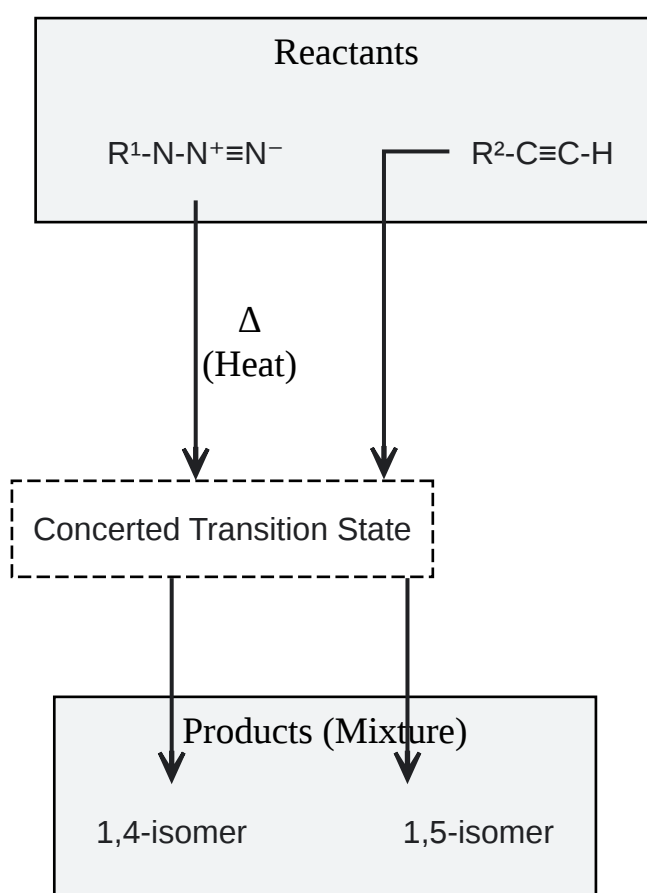 Reactants
R¹-N-N⁺≡N⁻
R²-C≡C-H
Δ
(Heat)
Concerted Transition State
Products (Mixture)
1,4-isomer
1,5-isomer